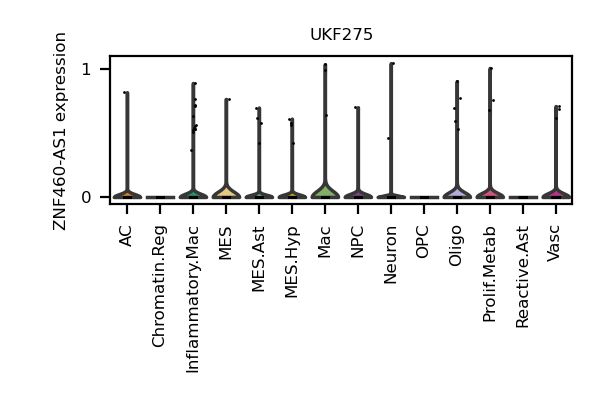 UKF275
ZNF460-AS1 expression
1
0
AC
Chromatin.Reg
Inflammatory.Mac
MES
MES.Ast
MES.Hyp
Mac
NPC
Neuron
OPC
Oligo
Prolif.Metab
Reactive.Ast
Vasc